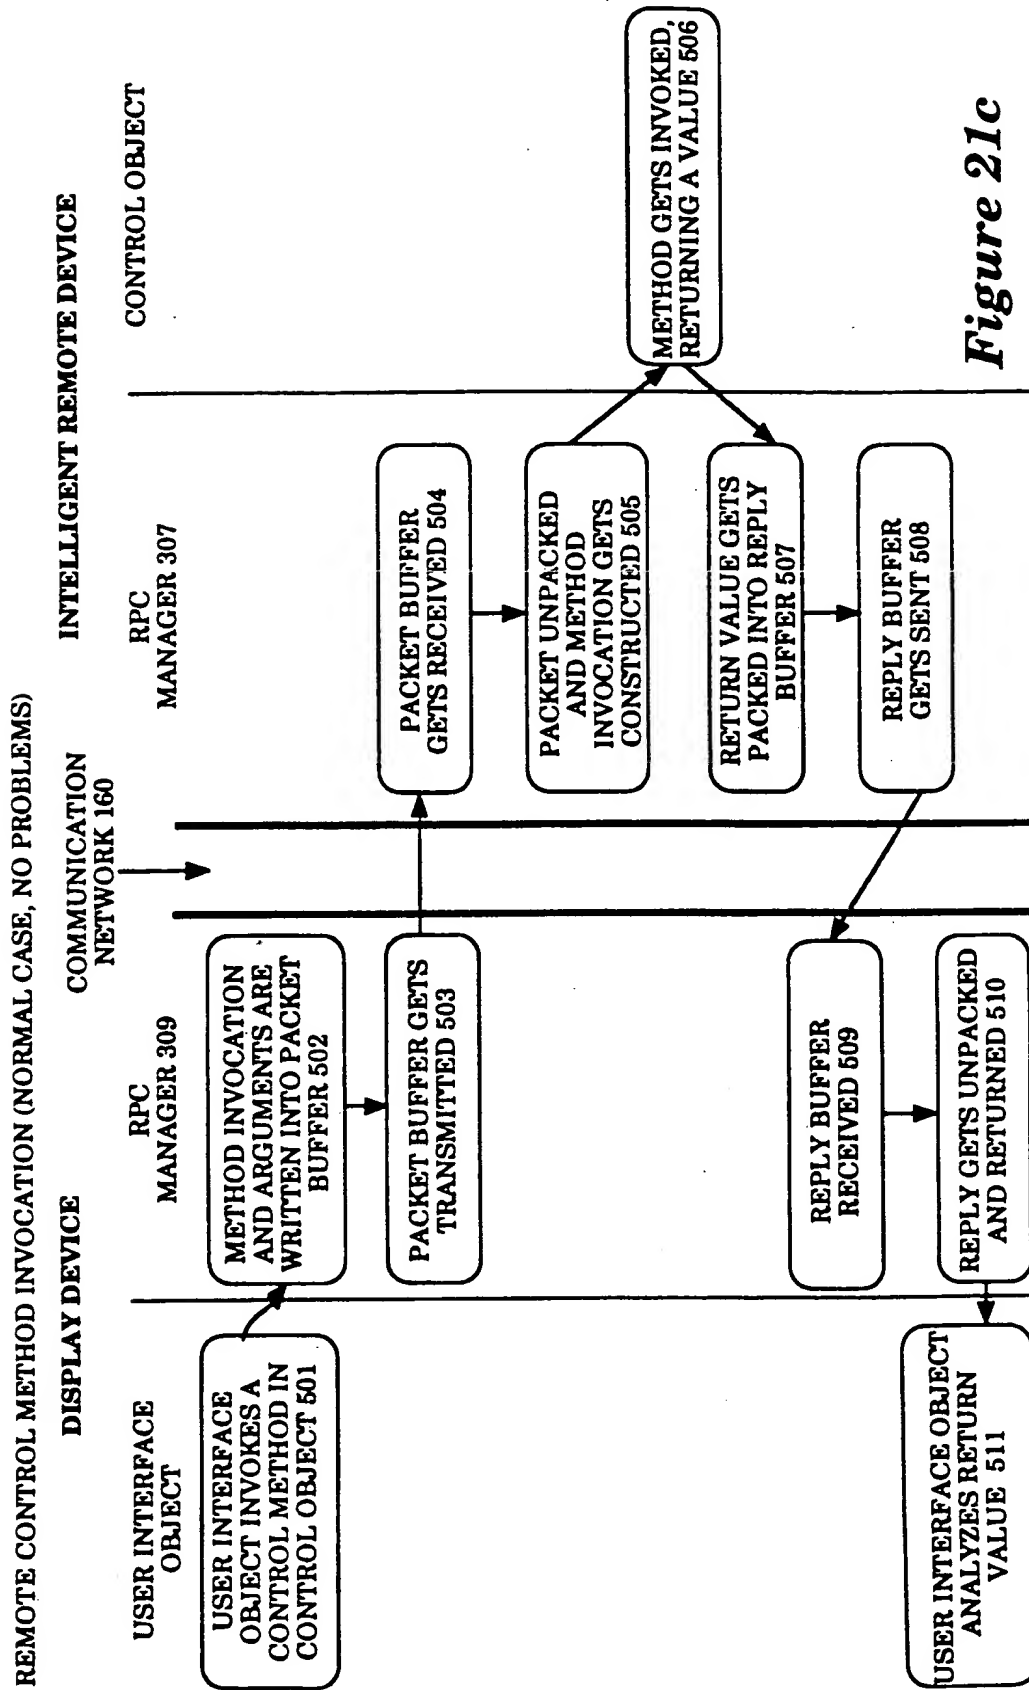 REMOTE CONTROL METHOD INVOCATION (NORMAL CASE, NO PROBLEMS)
DISPLAY DEVICE
INTELLIGENT REMOTE DEVICE
USER INTERFACE
OBJECT
RPC
MANAGER 309
COMMUNICATION
NETWORK 160
RPC
MANAGER 307
CONTROL OBJECT
USER INTERFACE
OBJECT INVOKES A
CONTROL METHOD IN
CONTROL OBJECT 501
METHOD INVOCATION
AND ARGUMENTS ARE
WRITTEN INTO PACKET
BUFFER 502
PACKET BUFFER GETS
TRANSMITTED 503
PACKET BUFFER
GETS RECEIVED 504
PACKET UNPACKED
AND METHOD
INVOCATION GETS
CONSTRUCTED 505
METHOD GETS INVOKED,
RETURNING A VALUE 506
RETURN VALUE GETS
PACKED INTO REPLY
BUFFER 507
REPLY BUFFER
GETS SENT 508
REPLY BUFFER
RECEIVED 509
REPLY GETS UNPACKED
AND RETURNED 510
USER INTERFACE OBJECT
ANALYZES RETURN
VALUE 511
Figure 21c